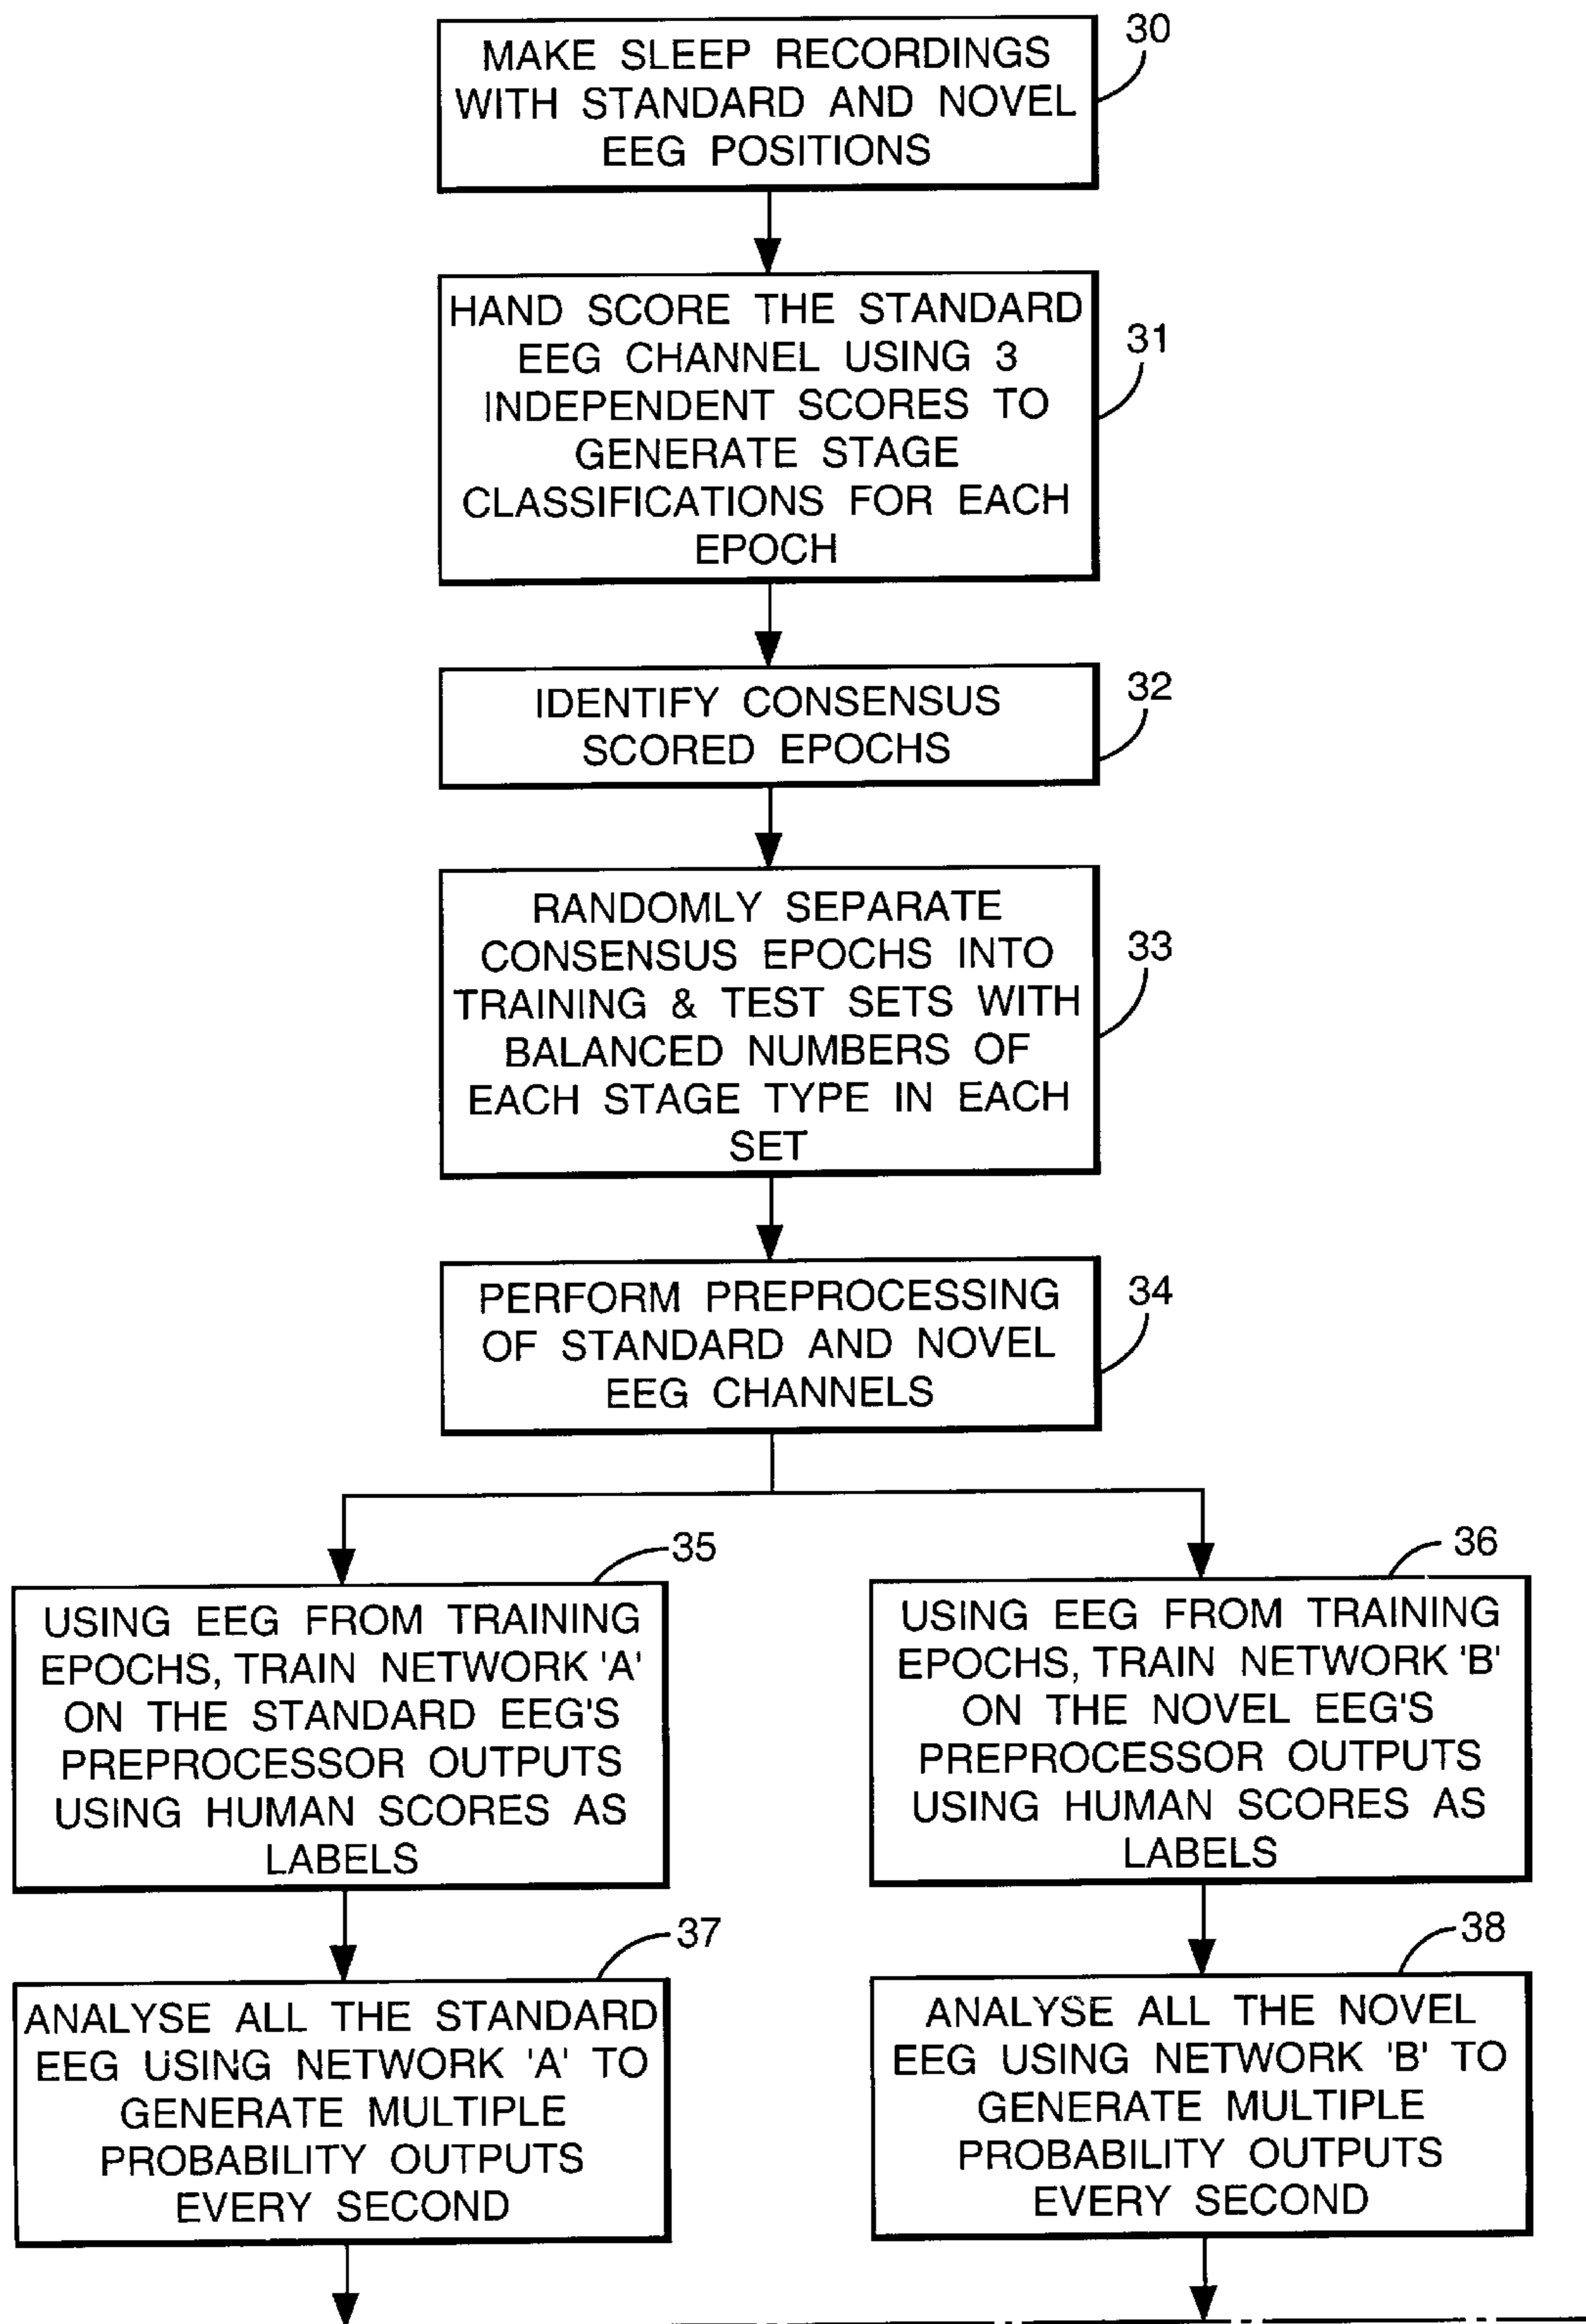 30
MAKE SLEEP RECORDINGS
WITH STANDARD AND NOVEL
EEG POSITIONS
HAND SCORE THE STANDARD
EEG CHANNEL USING 3
INDEPENDENT SCORES TO
GENERATE STAGE
CLASSIFICATIONS FOR EACH
EPOCH
31
IDENTIFY CONSENSUS
SCORED EPOCHS
32
RANDOMLY SEPARATE
CONSENSUS EPOCHS INTO
TRAINING & TEST SETS WITH
BALANCED NUMBERS OF
EACH STAGE TYPE IN EACH
SET
33
PERFORM PREPROCESSING
OF STANDARD AND NOVEL
EEG CHANNELS
34
35
USING EEG FROM TRAINING
EPOCHS, TRAIN NETWORK 'A'
ON THE STANDARD EEG'S
PREPROCESSOR OUTPUTS
USING HUMAN SCORES AS
LABELS
36
USING EEG FROM TRAINING
EPOCHS, TRAIN NETWORK 'B'
ON THE NOVEL EEG'S
PREPROCESSOR OUTPUTS
USING HUMAN SCORES AS
LABELS
37
ANALYSE ALL THE STANDARD
EEG USING NETWORK 'A' TO
GENERATE MULTIPLE
PROBABILITY OUTPUTS
EVERY SECOND
38
ANALYSE ALL THE NOVEL
EEG USING NETWORK 'B' TO
GENERATE MULTIPLE
PROBABILITY OUTPUTS
EVERY SECOND